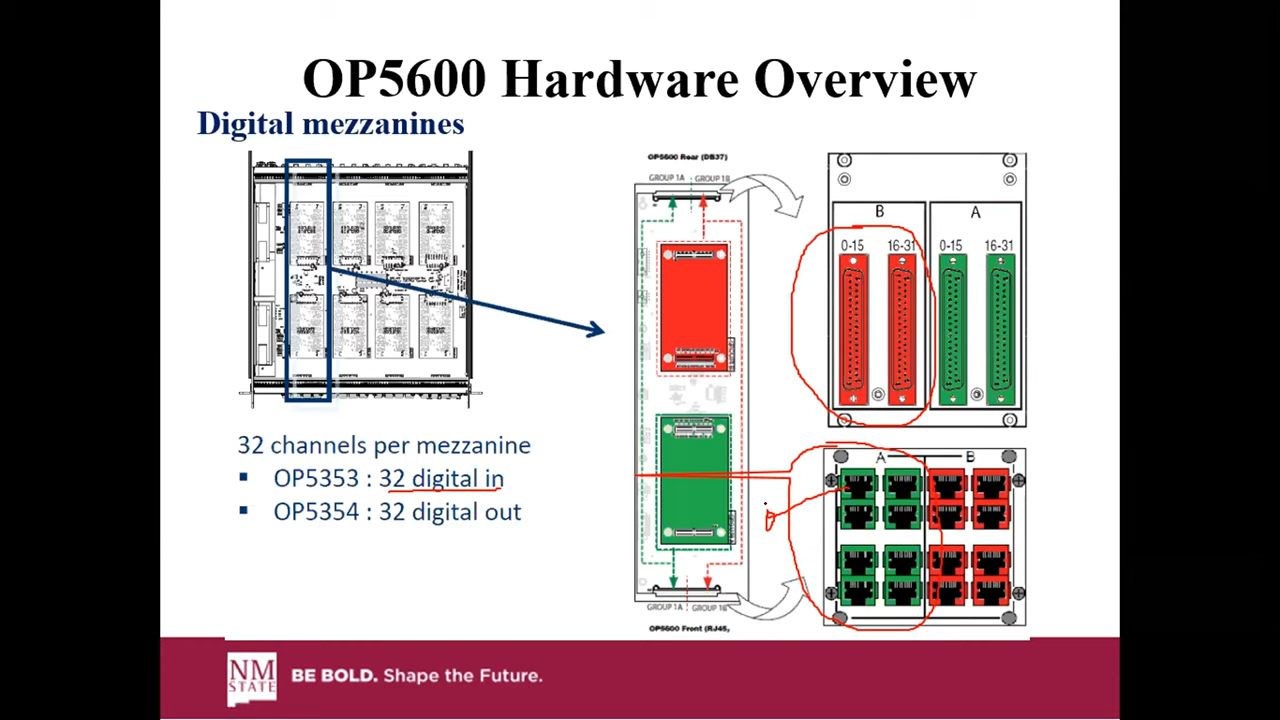 OP5600 Hardware Overview
Digital mezzanines
32 channels per mezzanine
▪ OP5353 : 32 digital in
▪ OP5354 : 32 digital out
OP5600 Rear (DB37)
GROUP 1A GROUP 1B
GROUP 1A GROUP 1B
OP5600 Front (RJ45,
B A
0-15 16-31 0-15 16-31
A B
NM
STATE
BE BOLD. Shape the Future.